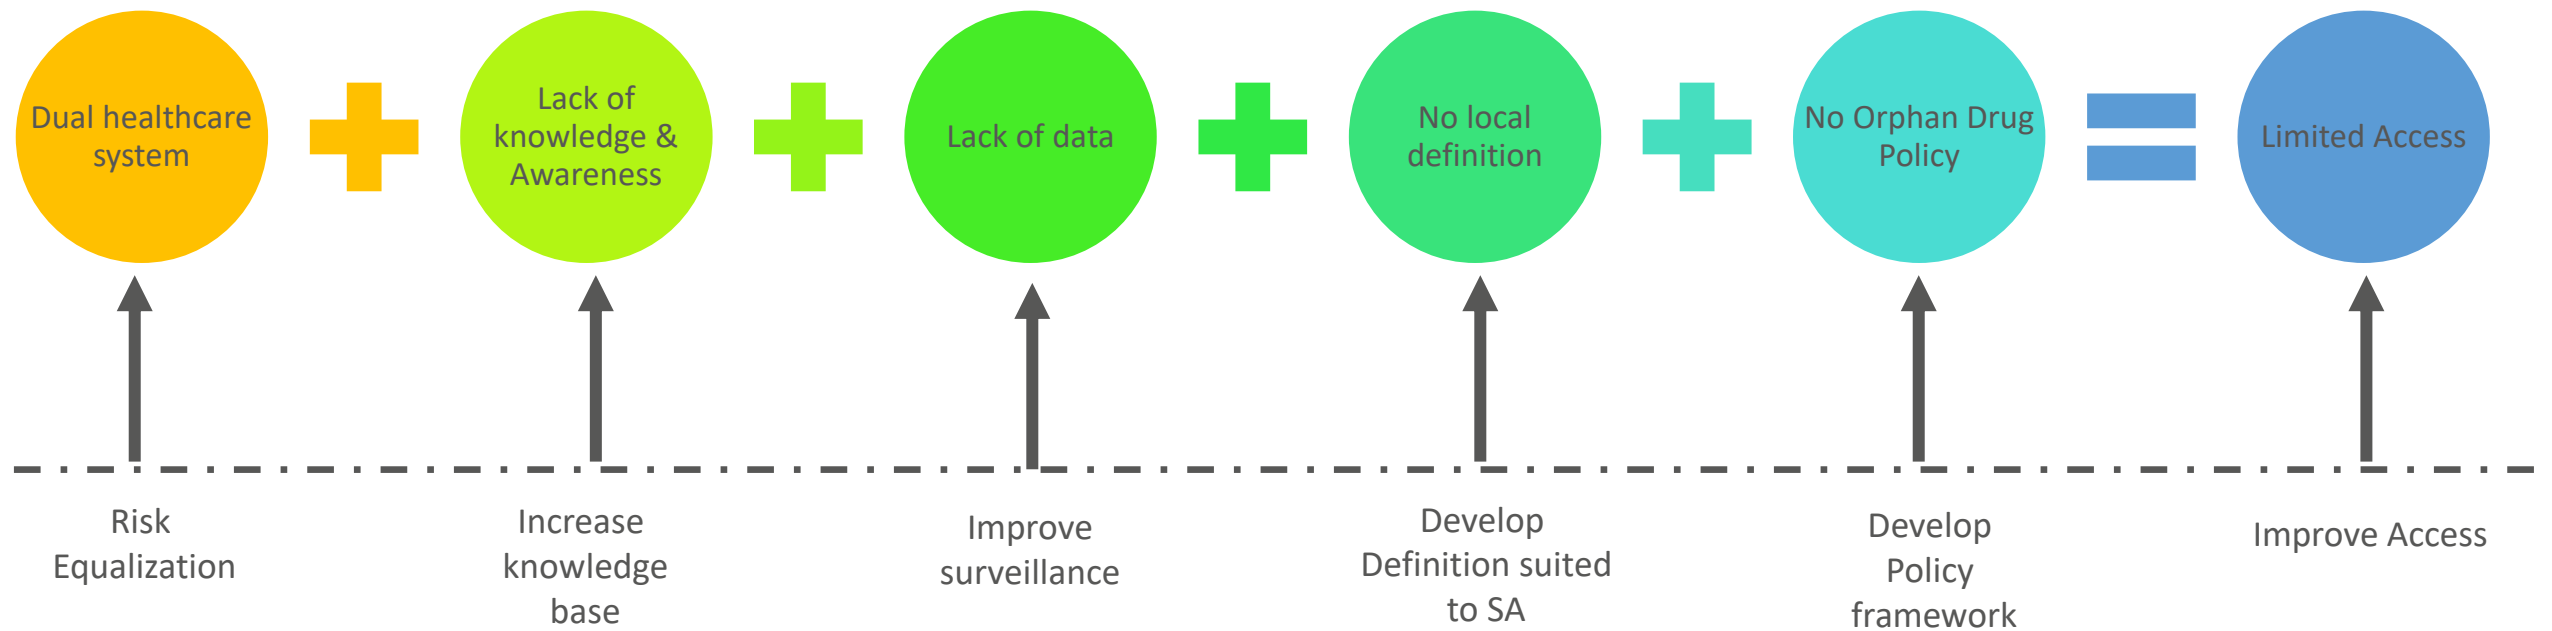 Dual healthcare
system
Lack of
knowledge &
Awareness
Lack of data
No local
definition
No Orphan Drug
Policy
Limited Access
Risk
Equalization
Increase
knowledge
base
Improve
surveillance
Develop
Definition suited
to SA
Develop
Policy
framework
Improve Access